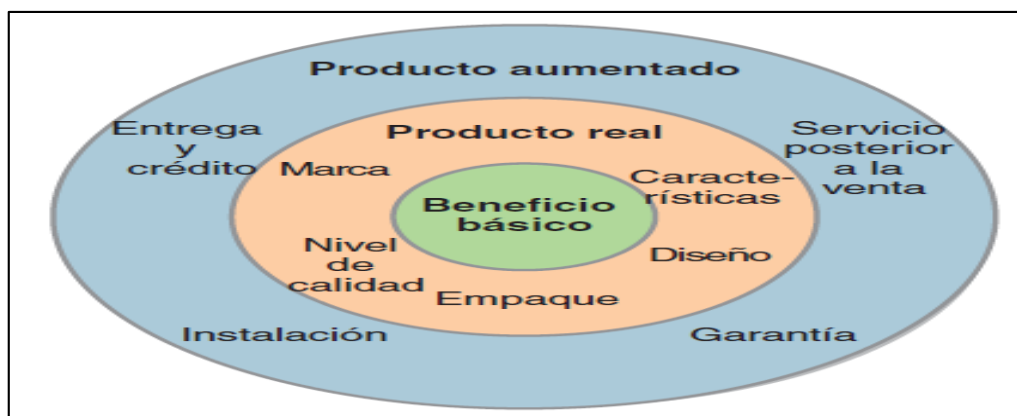 Producto aumentado
Entrega
y
crédito
Producto real
Servicio
posterior
a la
venta
Marca
Caracte-
rísticas
Beneficio
básico
Nivel
de
calidad
Diseño
Empaque
Instalación
Garantía